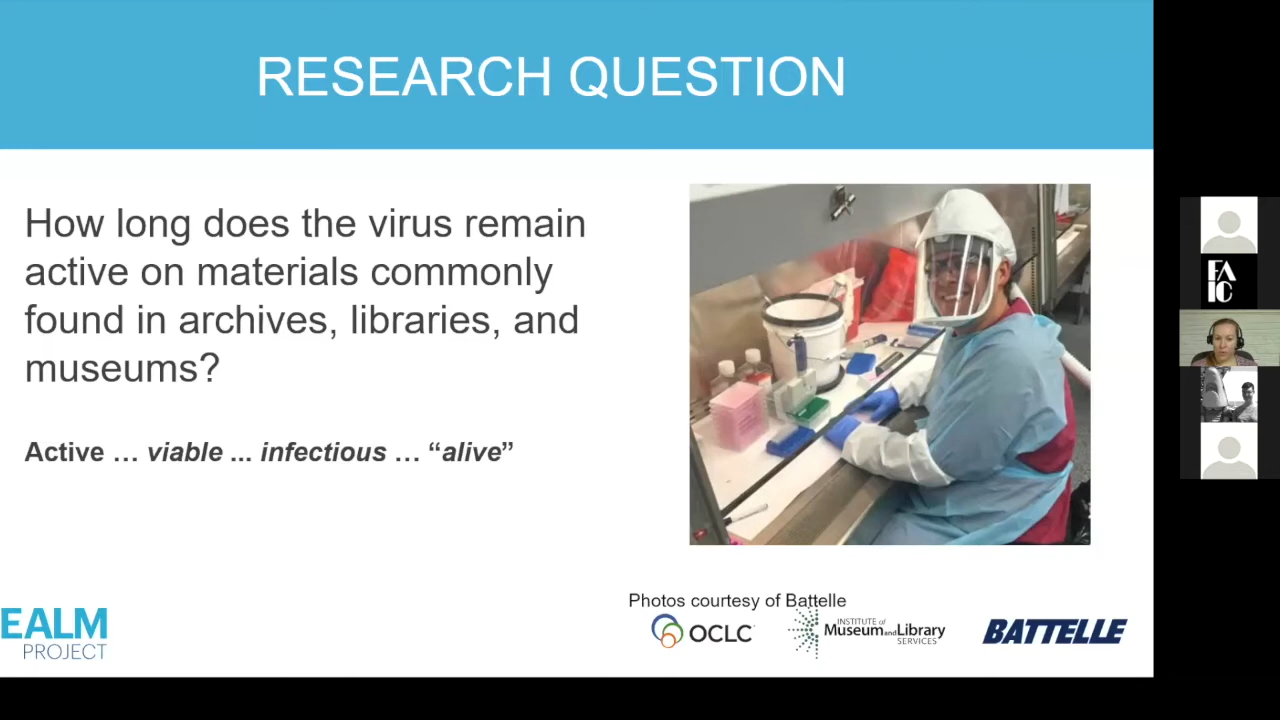 RESEARCH QUESTION
How long does the virus remain
active on materials commonly
found in archives, libraries, and
museums?
Active … viable ... infectious … “alive”
Photos courtesy of Battelle
EALM
PROJECT
OCLC
INSTITUTE of
Museum and Library
SERVICES
BATTELLE
FA
IC